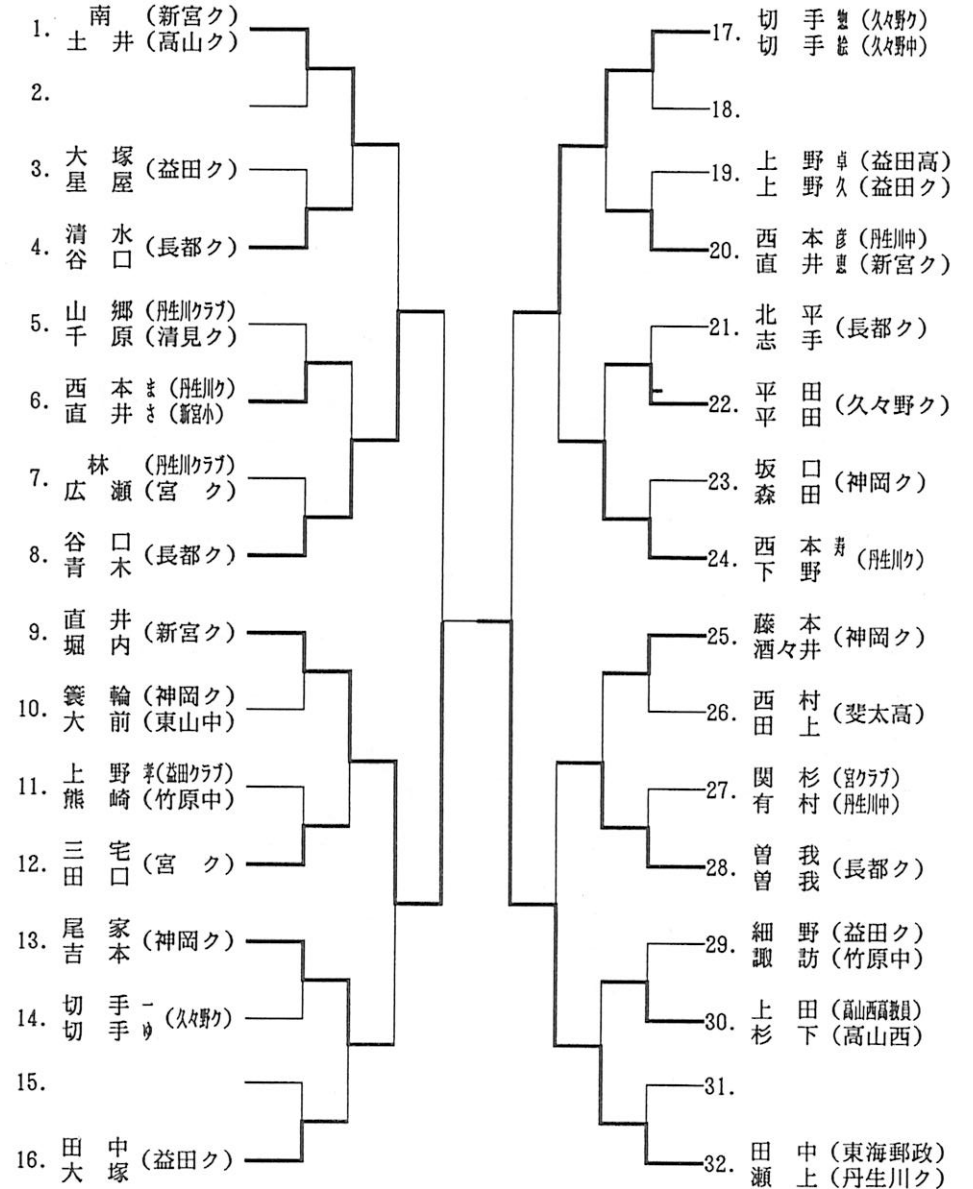 1. 南 (新宮ク)
土井 (高山ク)
2.
3. 大塚
星屋 (益田ク)
4. 清水
谷口 (長都ク)
5. 山郷 (丹生川クラブ)
千原 (清見ク)
6. 西本ま (丹生川ク)
直井さ (新宮小)
7. 林 (丹生川クラブ)
広瀬 (宮ク)
8. 谷口
青木 (長都ク)
9. 直井
堀内 (新宮ク)
10. 簑輪 (神岡ク)
大前 (東山中)
11. 上野孝 (益田クラブ)
熊崎 (竹原中)
12. 三宅
田口 (宮ク)
13. 尾家
吉本 (神岡ク)
14. 切手一
切手ゆ (久々野ク)
15.
16. 田中
大塚 (益田ク)
17. 切手惣 (久々野ク)
切手絵 (久々野中)
18.
19. 上野卓 (益田高)
上野久 (益田ク)
20. 西本彦 (丹生川中)
直井恵 (新宮ク)
21. 北平
志手 (長都ク)
22. 平田
平田 (久々野ク)
23. 坂口
森田 (神岡ク)
24. 西本寿
下野 (丹生川ク)
25. 藤本
酒々井 (神岡ク)
26. 西村
田上 (斐太高)
27. 関杉 (宮クラブ)
有村 (丹生川中)
28. 曽我
曽我 (長都ク)
29. 細野 (益田ク)
諏訪 (竹原中)
30. 上田 (高山西高教員)
杉下 (高山西)
31.
32. 田中 (東海郵政)
瀬上 (丹生川ク)